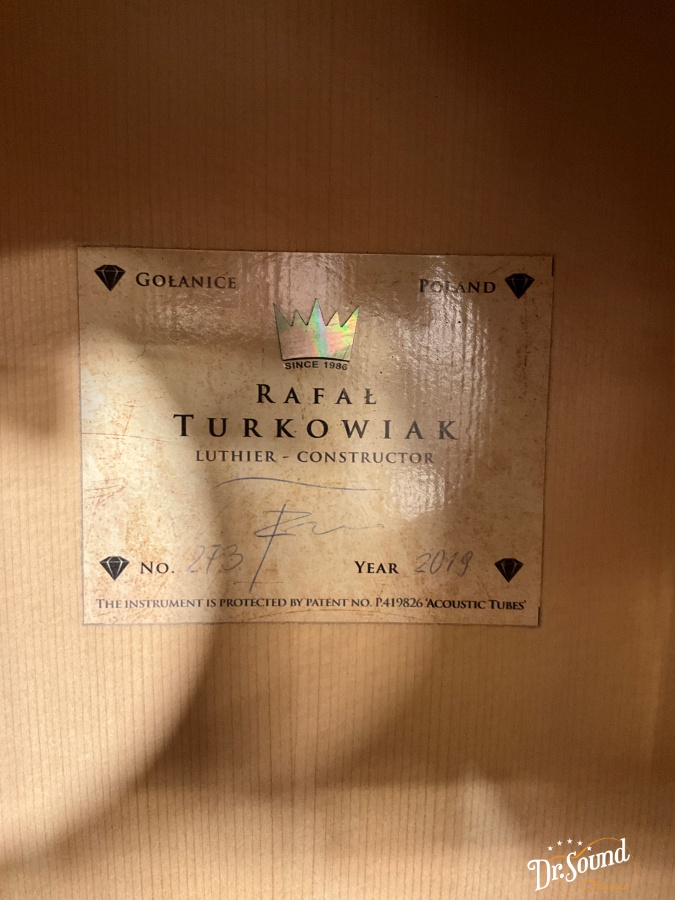 GOŁANICE POLAND
SINCE 1986
RAFAŁ
TURKOWIAK
LUTHIER - CONSTRUCTOR
NO. 273 YEAR 2019
THE INSTRUMENT IS PROTECTED BY PATENT NO. P.419826 'ACOUSTIC TUBES'
Dr.Sound